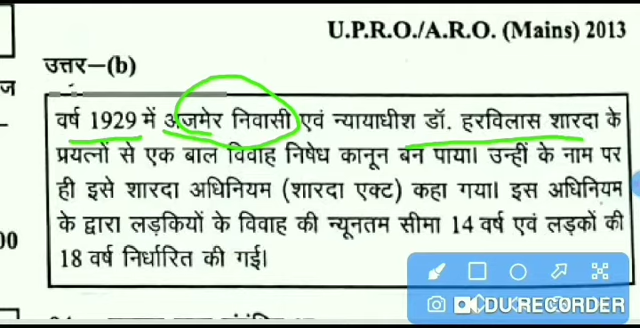 U.P.R.O./A.R.O. (Mains) 2013
उत्तर–(b)
ज
वर्ष 1929 में अजमेर निवासी एवं न्यायाधीश डॉ. हरविलास शारदा के
प्रयत्नों से एक बाल विवाह निषेध कानून बन पाया। उन्हीं के नाम पर
ही इसे शारदा अधिनियम (शारदा एक्ट) कहा गया। इस अधिनियम
के द्वारा लड़कियों के विवाह की न्यूनतम सीमा 14 वर्ष एवं लड़कों की
18 वर्ष निर्धारित की गई।
00
DU RECORDER